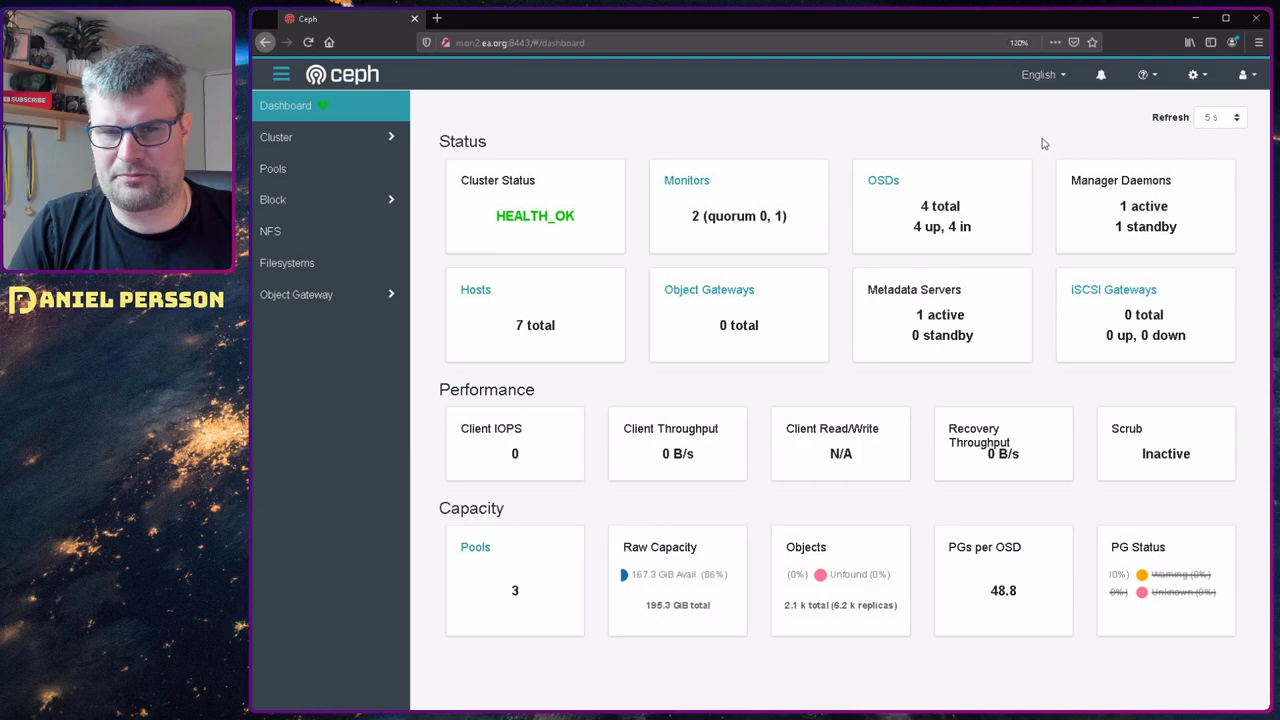 Ceph
mon2.ea.org:8443/#/dashboard
120%
SUBSCRIBE
DANIEL PERSSON
ceph
English
Dashboard
Cluster
Pools
Block
NFS
Filesystems
Object Gateway
Refresh
5 s
Status
Cluster Status
HEALTH_OK
Monitors
2 (quorum 0, 1)
OSDs
4 total
4 up, 4 in
Manager Daemons
1 active
1 standby
Hosts
7 total
Object Gateways
0 total
Metadata Servers
1 active
0 standby
iSCSI Gateways
0 total
0 up, 0 down
Performance
Client IOPS
0
Client Throughput
0 B/s
Client Read/Write
N/A
Recovery
Throughput
0 B/s
Scrub
Inactive
Capacity
Pools
3
Raw Capacity
167.3 GiB Avail. (86%)
195.3 GiB total
Objects
(0%) Unfound (0%)
2.1 k total (6.2 k replicas)
PGs per OSD
48.8
PG Status
Warning (0%)
Unknown (0%)